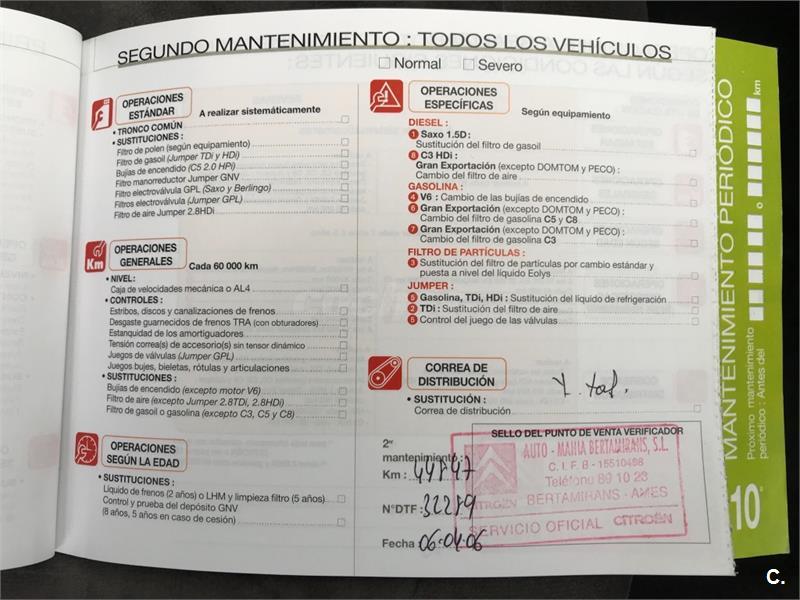 SEGUNDO MANTENIMIENTO : TODOS LOS VEHÍCULOS
Normal Severo
OPERACIONES ESTÁNDAR A realizar sistemáticamente
• TRONCO COMÚN
• SUSTITUCIONES :
Filtro de polen (según equipamiento)
Filtro de gasoil (Jumper TDi y HDi)
Bujías de encendido (C5 2.0 HPi)
Filtro manorreductor Jumper GNV
Filtro electroválvula GPL (Saxo y Berlingo)
Filtros electroválvula (Jumper GPL)
Filtro de aire Jumper 2.8HDi
Km
OPERACIONES GENERALES Cada 60 000 km
• NIVEL:
Caja de velocidades mecánica o AL4
• CONTROLES :
Estribos, discos y canalizaciones de frenos
Desgaste guarnecidos de frenos TRA (con obturadores)
Estanquidad de los amortiguadores
Tensión correa(s) de accesorio(s) sin tensor dinámico
Juegos de válvulas (Jumper GPL)
Juegos bujes, bieletas, rótulas y articulaciones
• SUSTITUCIONES :
Bujías de encendido (excepto motor V6)
Filtro de aire (excepto Jumper 2.8TDi, 2.8HDi)
Filtro de gasoil o gasolina (excepto C3, C5 y C8)
OPERACIONES SEGÚN LA EDAD
• SUSTITUCIONES :
Líquido de frenos (2 años) o LHM y limpieza filtro (5 años)
Control y prueba del depósito GNV
(8 años, 5 años en caso de cesión)
OPERACIONES ESPECÍFICAS Según equipamiento
DIESEL :
1 Saxo 1.5D:
Sustitución del filtro de gasoil
8 C3 HDi :
Gran Exportación (excepto DOMTOM y PECO) :
Cambio del filtro de aire
GASOLINA :
4 V6 : Cambio de las bujías de encendido
6 Gran Exportación (excepto DOMTOM y PECO) :
Cambio del filtro de gasolina C5 y C8
7 Gran Exportación (excepto DOMTOM y PECO) :
Cambio del filtro de gasolina C3
FILTRO DE PARTÍCULAS :
3 Sustitución del filtro de partículas por cambio estándar y
puesta a nivel del líquido Eolys
JUMPER :
5 Gasolina, TDi, HDi : Sustitución del líquido de refrigeración
2 TDi : Sustitución del filtro de aire
5 Control del juego de las válvulas
CORREA DE DISTRIBUCIÓN
• SUSTITUCIÓN :
Correa de distribución
2er
mantenimiento :
Km : 44847
N°DTF : 32289
Fecha : 06-04-06
SELLO DEL PUNTO DE VENTA VERIFICADOR
AUTO - MAHIA BERTAMIRANS, S.L.
C. I. F. B - 15510498
Teléfono 89 10 23
CITROËN BERTAMIRANS - AMES
SERVICIO OFICIAL CITROËN
MANTENIMIENTO PERIÓDICO
Próximo mantenimiento
periódico : Antes del
km
10
C.